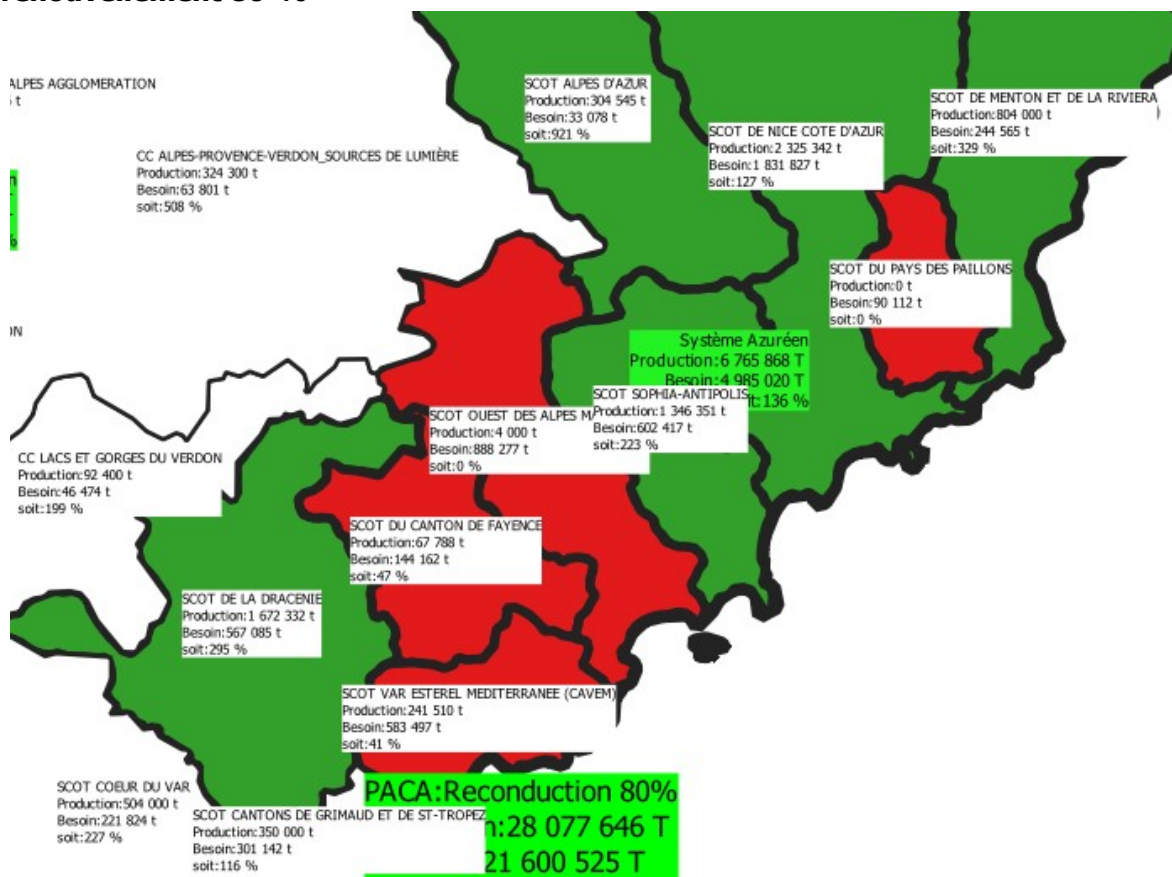 ALPES AGGLOMERATION
t
CC ALPES-PROVENCE-VERDON_SOURCES DE LUMIÈRE
Production:324 300 t
Besoin:63 801 t
soit:508 %
SCOT ALPES D'AZUR
Production:304 545 t
Besoin:33 078 t
soit:921 %
SCOT DE NICE COTE D'AZUR
Production:2 325 342 t
Besoin:1 831 827 t
soit:127 %
SCOT DE MENTON ET DE LA RIVIERA
Production:804 000 t
Besoin:244 565 t
soit:329 %
SCOT DU PAYS DES PAILLONS
Production:0 t
Besoin:90 112 t
soit:0 %
Système Azuréen
Production:6 765 868 T
Besoin:4 985 020 T
t:136 %
SCOT SOPHIA-ANTIPOLIS
Production:1 346 351 t
Besoin:602 417 t
soit:223 %
SCOT OUEST DES ALPES M
Production:4 000 t
Besoin:888 277 t
soit:0 %
CC LACS ET GORGES DU VERDON
Production:92 400 t
Besoin:46 474 t
soit:199 %
SCOT DU CANTON DE FAYENCE
Production:67 788 t
Besoin:144 162 t
soit:47 %
SCOT DE LA DRACENIE
Production:1 672 332 t
Besoin:567 085 t
soit:295 %
SCOT VAR ESTEREL MEDITERRANEE (CAVEM)
Production:241 510 t
Besoin:583 497 t
soit:41 %
SCOT COEUR DU VAR
Production:504 000 t
Besoin:221 824 t
soit:227 %
SCOT CANTONS DE GRIMAUD ET DE ST-TROPEZ
Production:350 000 t
Besoin:301 142 t
soit:116 %
PACA:Reconduction 80%
n:28 077 646 T
21 600 525 T